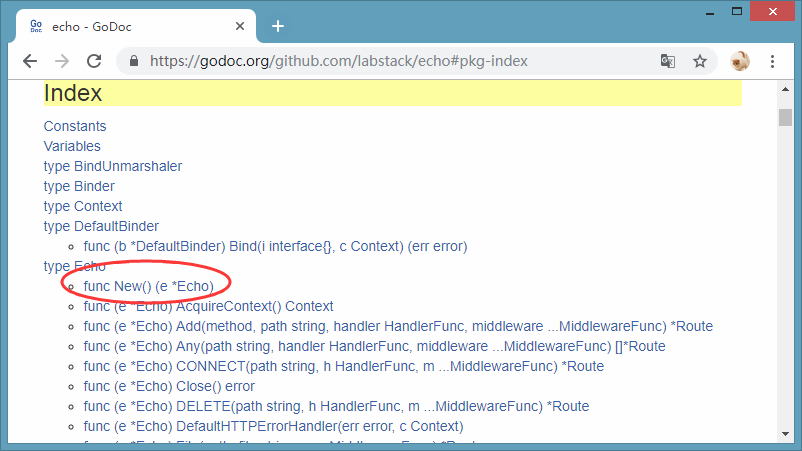 Go
Doc
echo - GoDoc
https://godoc.org/github.com/labstack/echo#pkg-index
Index
Constants
Variables
type BindUnmarshaler
type Binder
type Context
type DefaultBinder
func (b *DefaultBinder) Bind(i interface{}, c Context) (err error)
type Echo
func New() (e *Echo)
func (e *Echo) AcquireContext() Context
func (e *Echo) Add(method, path string, handler HandlerFunc, middleware ...MiddlewareFunc) *Route
func (e *Echo) Any(path string, handler HandlerFunc, middleware ...MiddlewareFunc) []*Route
func (e *Echo) CONNECT(path string, h HandlerFunc, m ...MiddlewareFunc) *Route
func (e *Echo) Close() error
func (e *Echo) DELETE(path string, h HandlerFunc, m ...MiddlewareFunc) *Route
func (e *Echo) DefaultHTTPErrorHandler(err error, c Context)